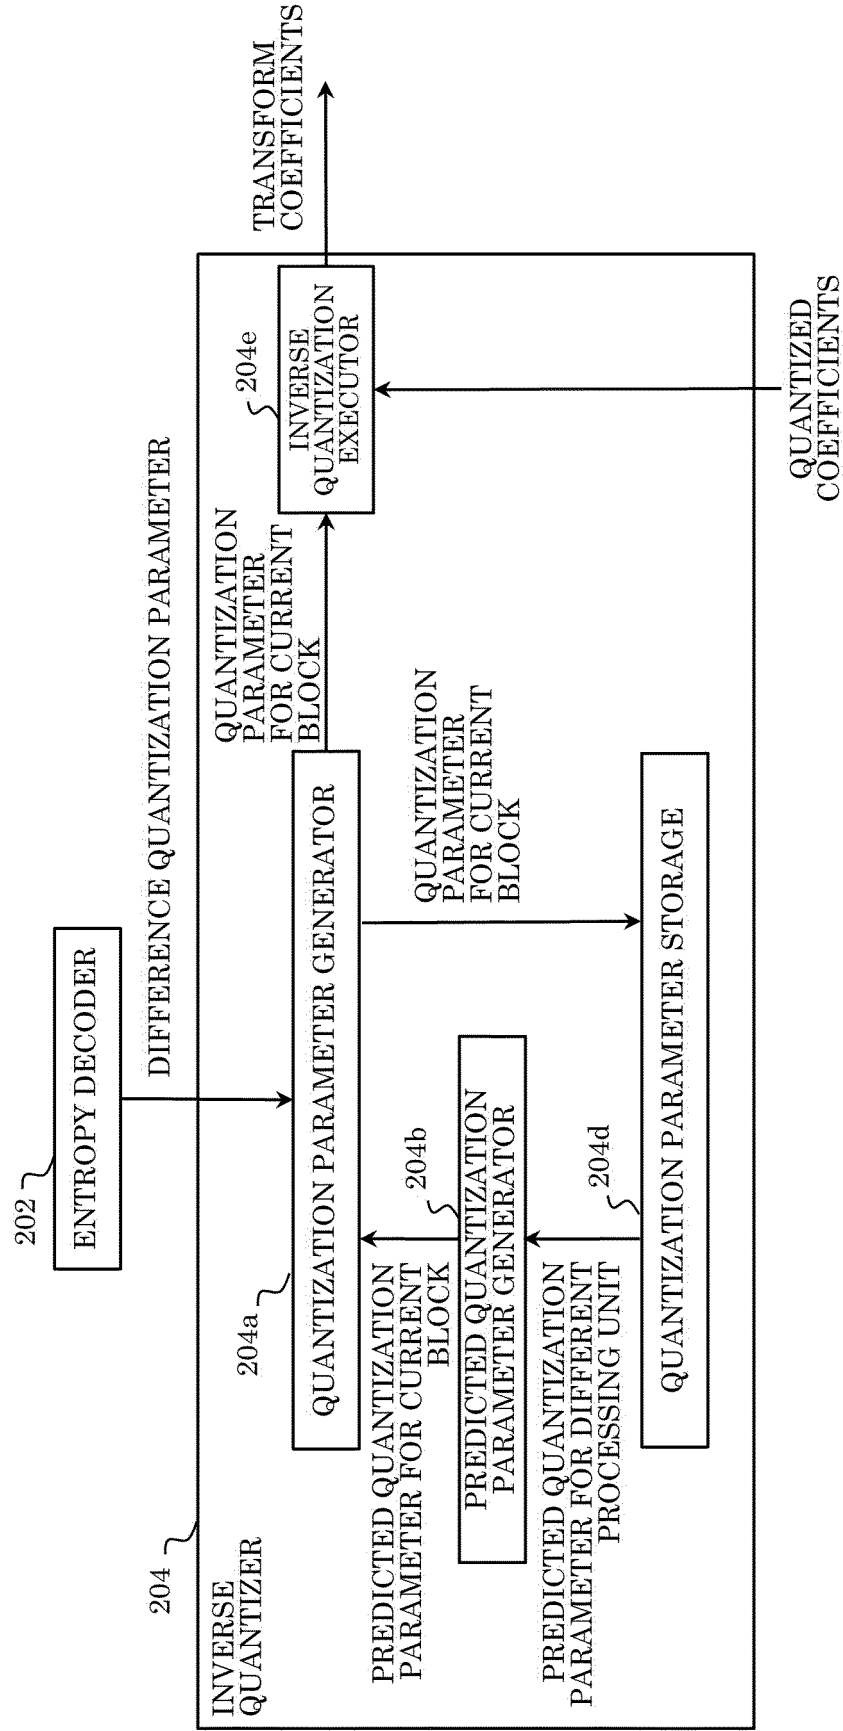 202
ENTROPY DECODER
DIFFERENCE QUANTIZATION PARAMETER
204
INVERSE
QUANTIZER
204a
QUANTIZATION PARAMETER GENERATOR
QUANTIZATION
PARAMETER
FOR CURRENT
BLOCK
204e
INVERSE
QUANTIZATION
EXECUTOR
TRANSFORM
COEFFICIENTS
PREDICTED QUANTIZATION
PARAMETER FOR CURRENT
BLOCK
204b
PREDICTED QUANTIZATION
PARAMETER GENERATOR
QUANTIZATION
PARAMETER
FOR CURRENT
BLOCK
PREDICTED QUANTIZATION
PARAMETER FOR DIFFERENT
PROCESSING UNIT
204d
QUANTIZATION PARAMETER STORAGE
QUANTIZED
COEFFICIENTS